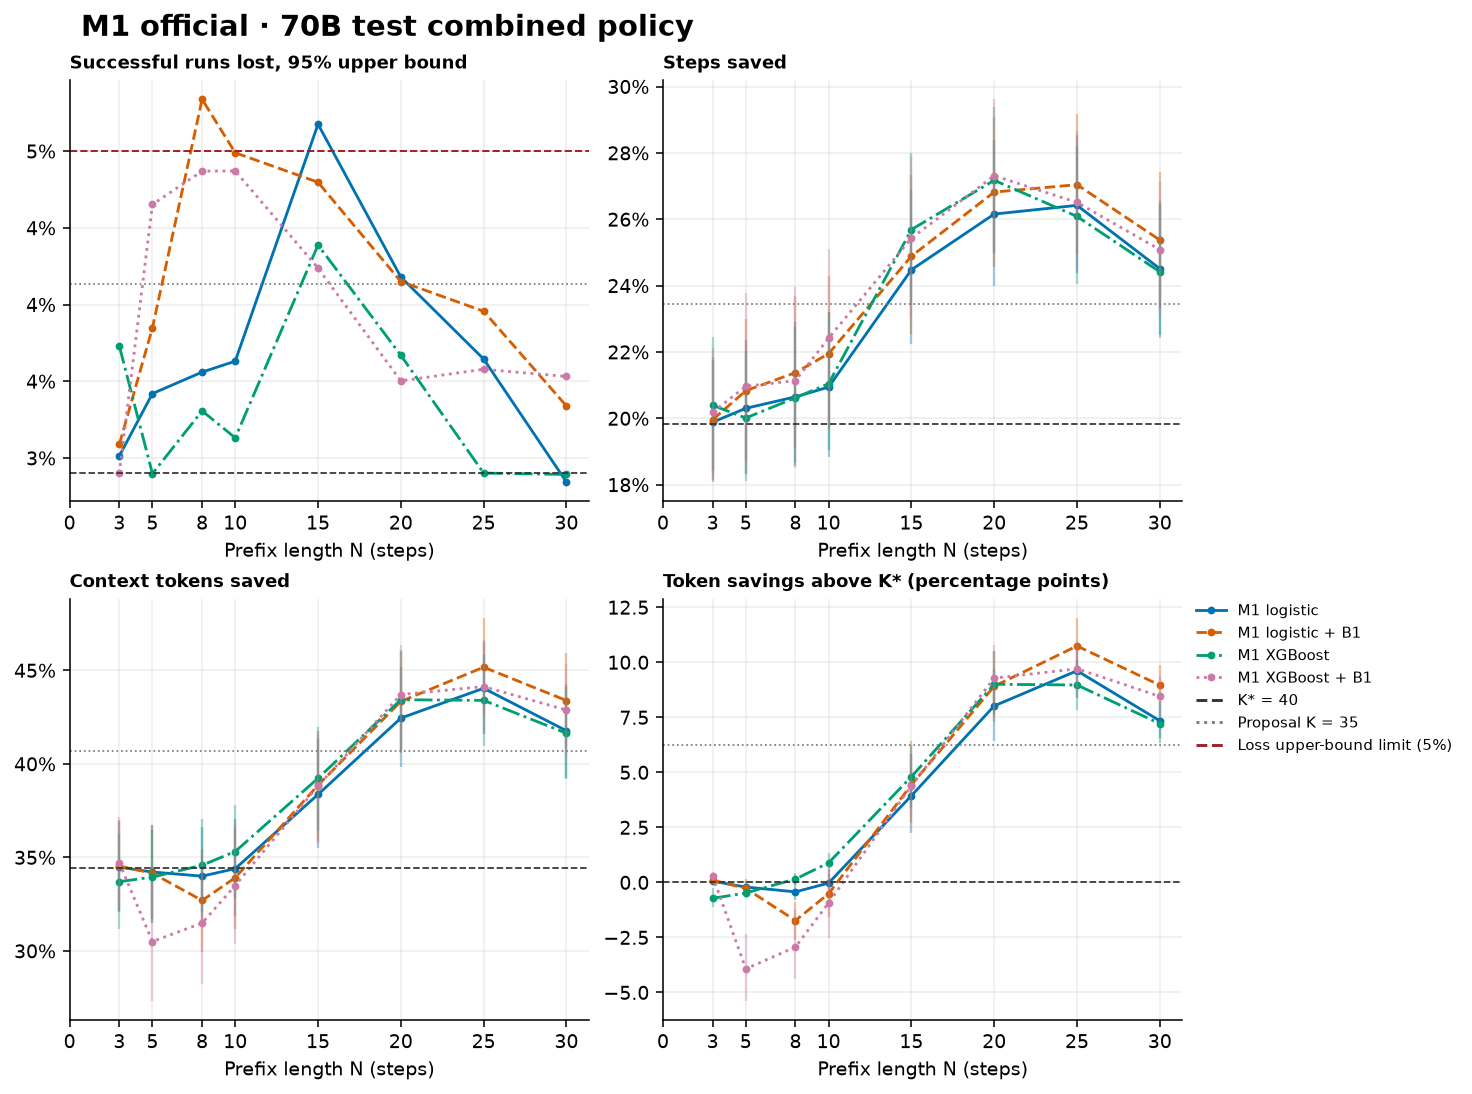 M1 official · 70B test combined policy
Successful runs lost, 95% upper bound
5%
4%
4%
4%
3%
0 3 5 8 10 15 20 25 30
Prefix length N (steps)
Steps saved
30%
28%
26%
24%
22%
20%
18%
0 3 5 8 10 15 20 25 30
Prefix length N (steps)
Context tokens saved
45%
40%
35%
30%
0 3 5 8 10 15 20 25 30
Prefix length N (steps)
Token savings above K* (percentage points)
12.5
10.0
7.5
5.0
2.5
0.0
−2.5
−5.0
0 3 5 8 10 15 20 25 30
Prefix length N (steps)
M1 logistic
M1 logistic + B1
M1 XGBoost
M1 XGBoost + B1
K* = 40
Proposal K = 35
Loss upper-bound limit (5%)